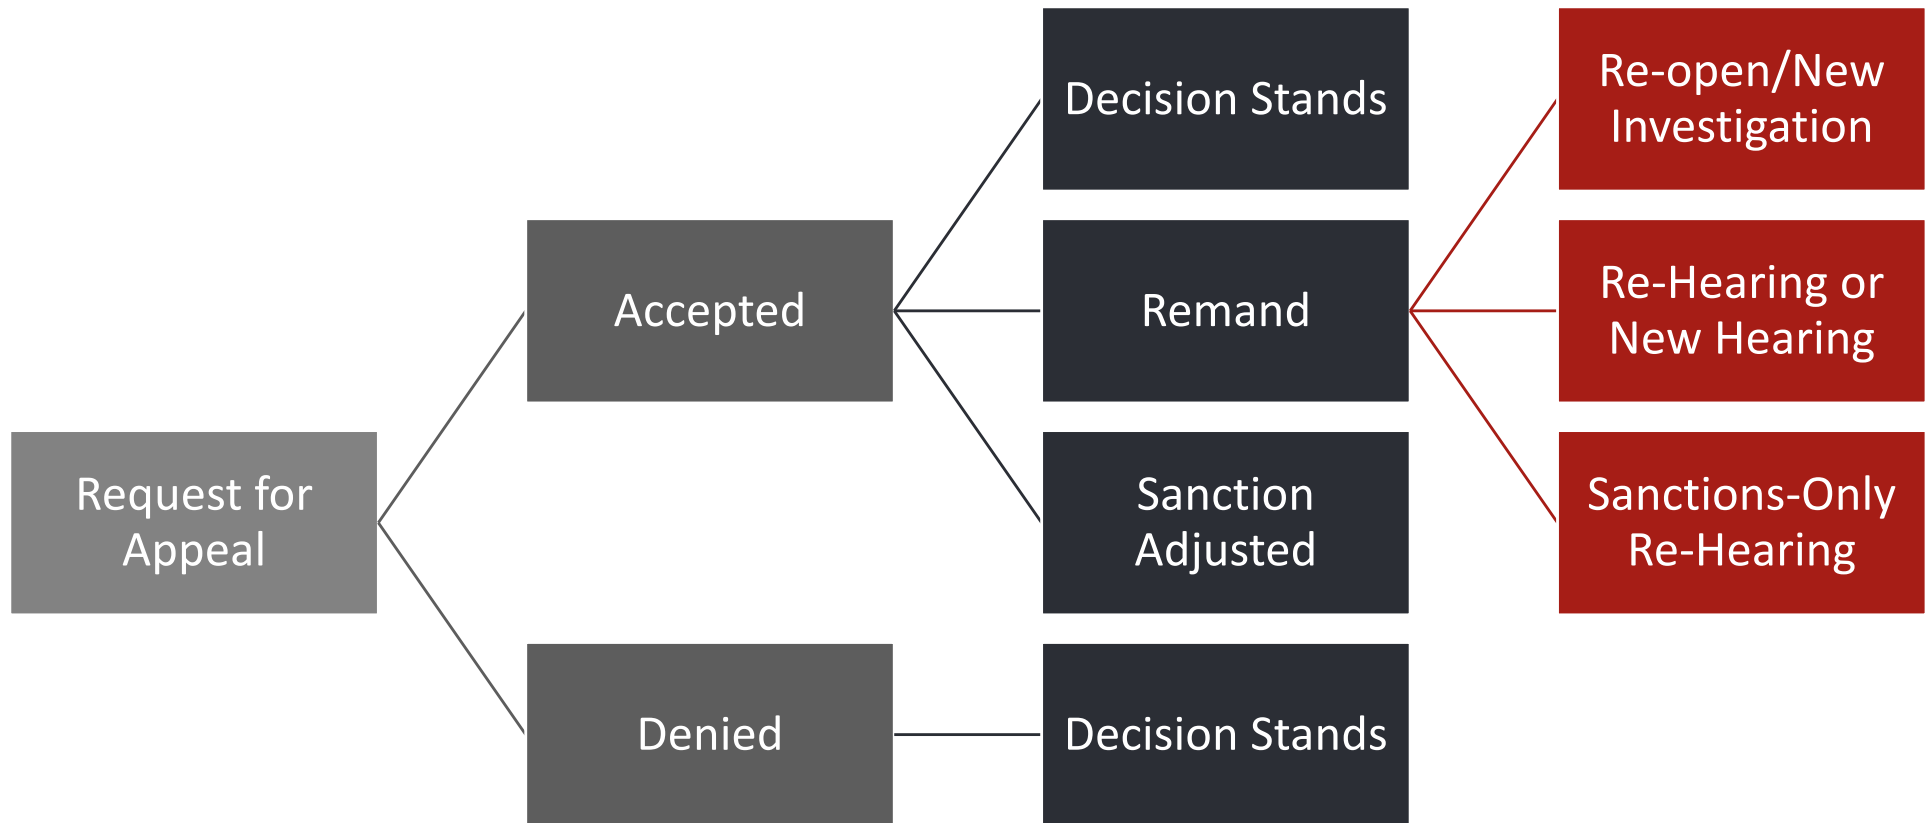 Request for
Appeal
Accepted
Denied
Decision Stands
Remand
Sanction
Adjusted
Decision Stands
Re-open/New
Investigation
Re-Hearing or
New Hearing
Sanctions-Only
Re-Hearing